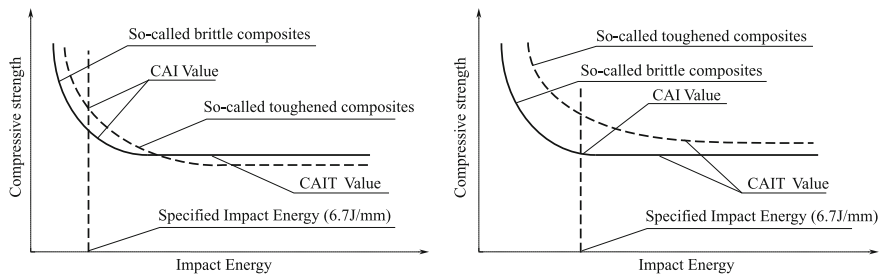 So-called brittle composites
CAI Value
So-called toughened composites
CAIT Value
Specified Impact Energy (6.7J/mm)
Compressive strength
Impact Energy
So-called toughened composites
So-called brittle composites
CAI Value
CAIT Value
Specified Impact Energy (6.7J/mm)
Compressive strength
Impact Energy